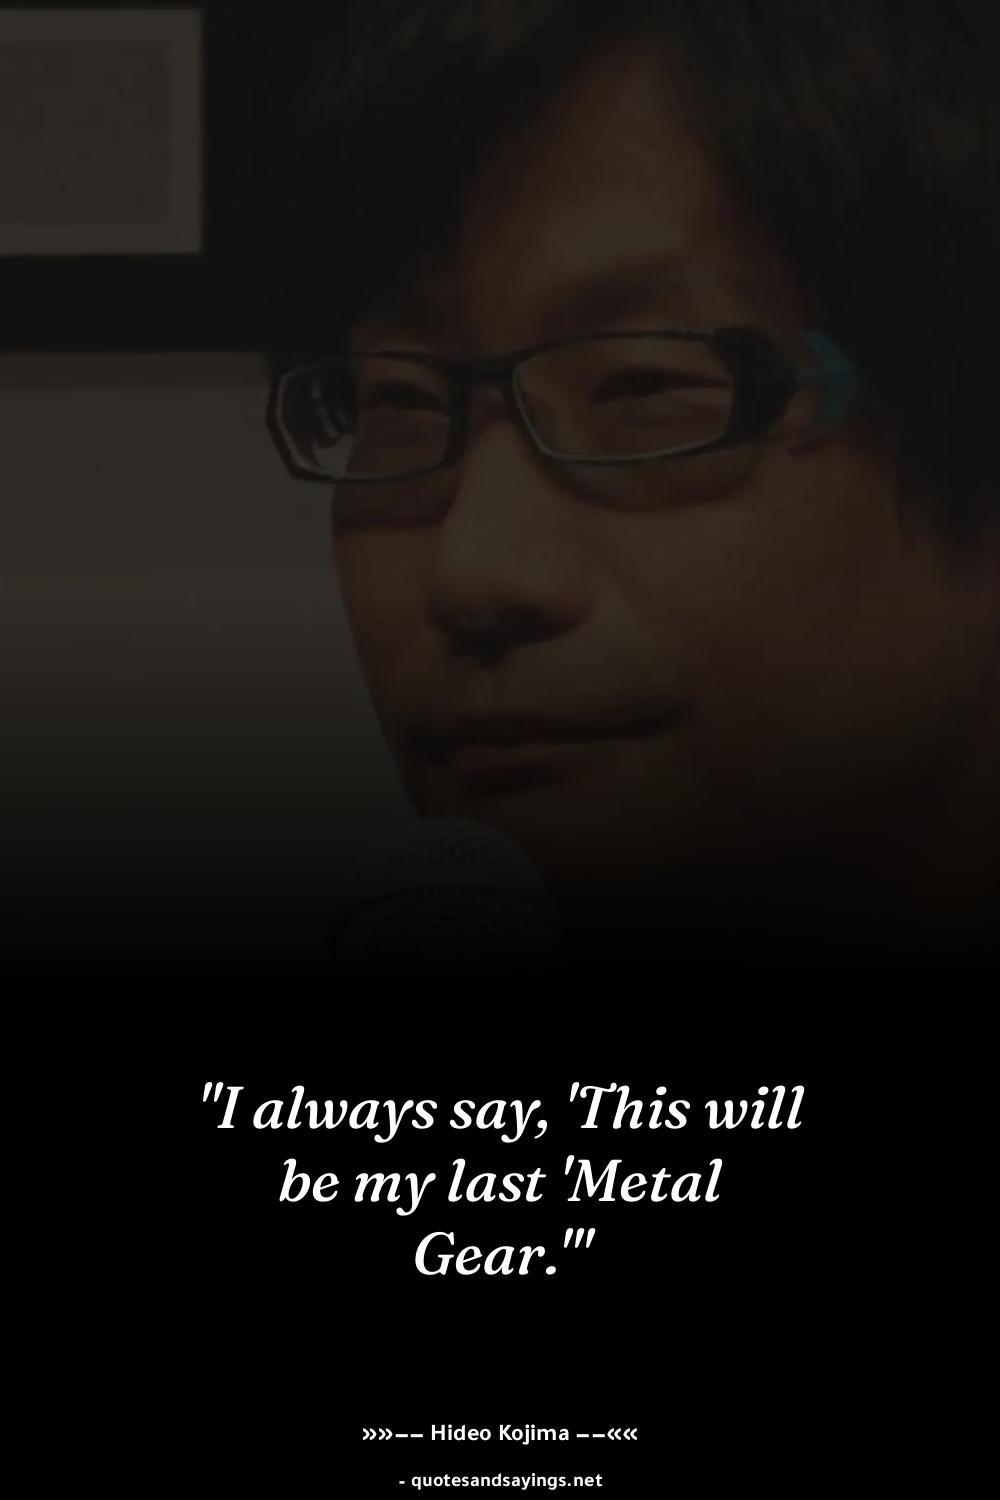 "I always say, 'This will
be my last 'Metal
Gear.'"
»»−− Hideo Kojima −−««
- quotesandsayings.net